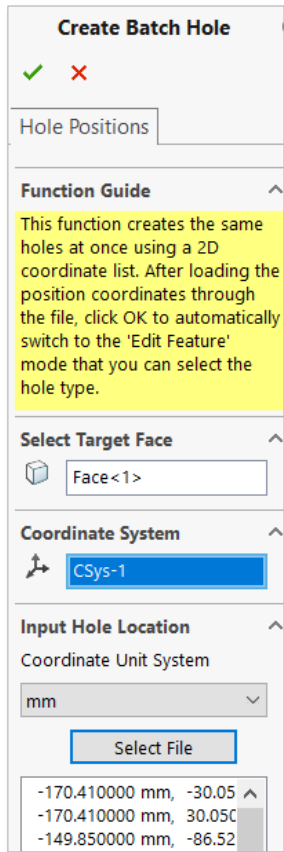 Create Batch Hole
Hole Positions
Function Guide
This function creates the same
holes at once using a 2D
coordinate list. After loading the
position coordinates through
the file, click OK to automatically
switch to the 'Edit Feature'
mode that you can select the
hole type.
Select Target Face
Face<1>
Coordinate System
CSys-1
Input Hole Location
Coordinate Unit System
mm
Select File
-170.410000 mm, -30.05
-170.410000 mm, 30.050
-149.850000 mm, -86.52